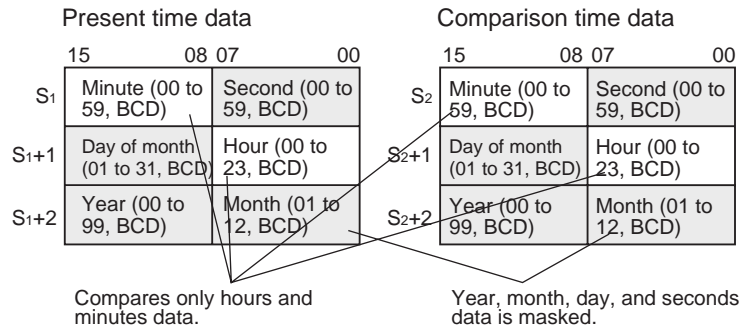 Present time data
Comparison time data
15 08 07 00
15 08 07 00
S1 Minute (00 to 59, BCD) Second (00 to 59, BCD)
S2 Minute (00 to 59, BCD) Second (00 to 59, BCD)
S1+1 Day of month (01 to 31, BCD) Hour (00 to 23, BCD)
S2+1 Day of month (01 to 31, BCD) Hour (00 to 23, BCD)
S1+2 Year (00 to 99, BCD) Month (01 to 12, BCD)
S2+2 Year (00 to 99, BCD) Month (01 to 12, BCD)
Compares only hours and
minutes data.
Year, month, day, and seconds
data is masked.